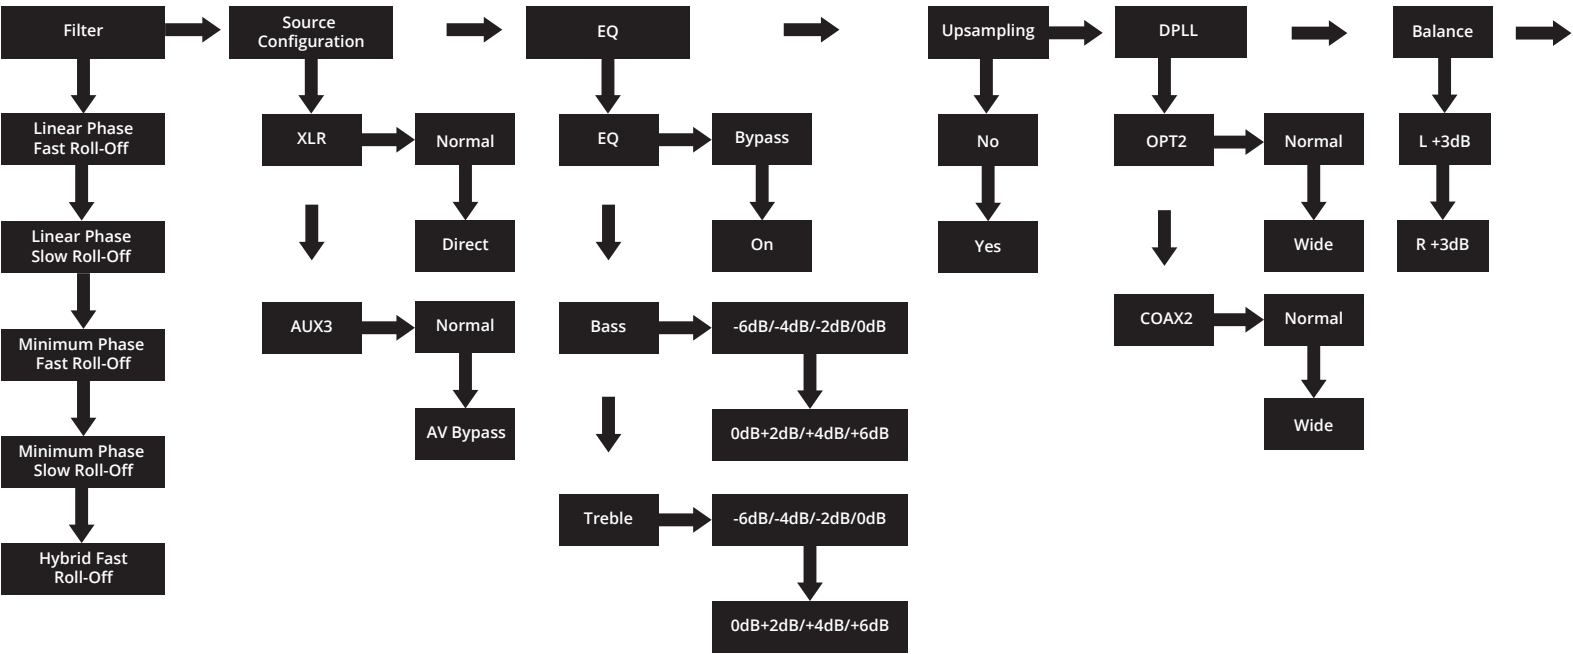 Filter
Source
Configuration
EQ
Upsampling
DPLL
Balance
Linear Phase
Fast Roll-Off
XLR
Normal
EQ
Bypass
No
OPT2
Normal
L +3dB
Linear Phase
Slow Roll-Off
Direct
On
Yes
Wide
R +3dB
Minimum Phase
Fast Roll-Off
AUX3
Normal
Bass
-6dB/-4dB/-2dB/0dB
COAX2
Normal
Minimum Phase
Slow Roll-Off
AV Bypass
0dB+2dB/+4dB/+6dB
Wide
Treble
-6dB/-4dB/-2dB/0dB
Hybrid Fast
Roll-Off
0dB+2dB/+4dB/+6dB